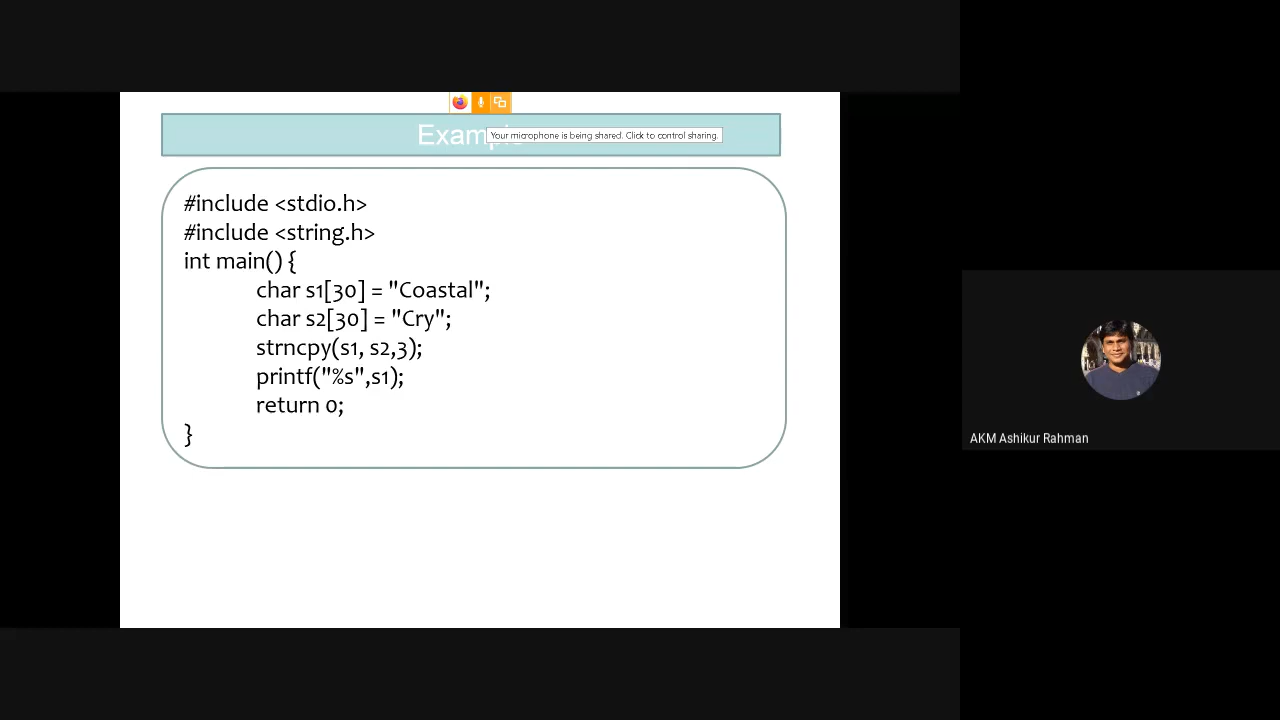 Example
Your microphone is being shared. Click to control sharing.
#include <stdio.h>
#include <string.h>
int main() {
char s1[30] = "Coastal";
char s2[30] = "Cry";
strncpy(s1, s2,3);
printf("%s",s1);
return 0;
}
AKM Ashikur Rahman